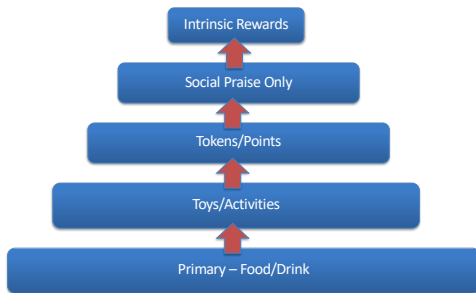 Intrinsic Rewards
Social Praise Only
Tokens/Points
Toys/Activities
Primary – Food/Drink